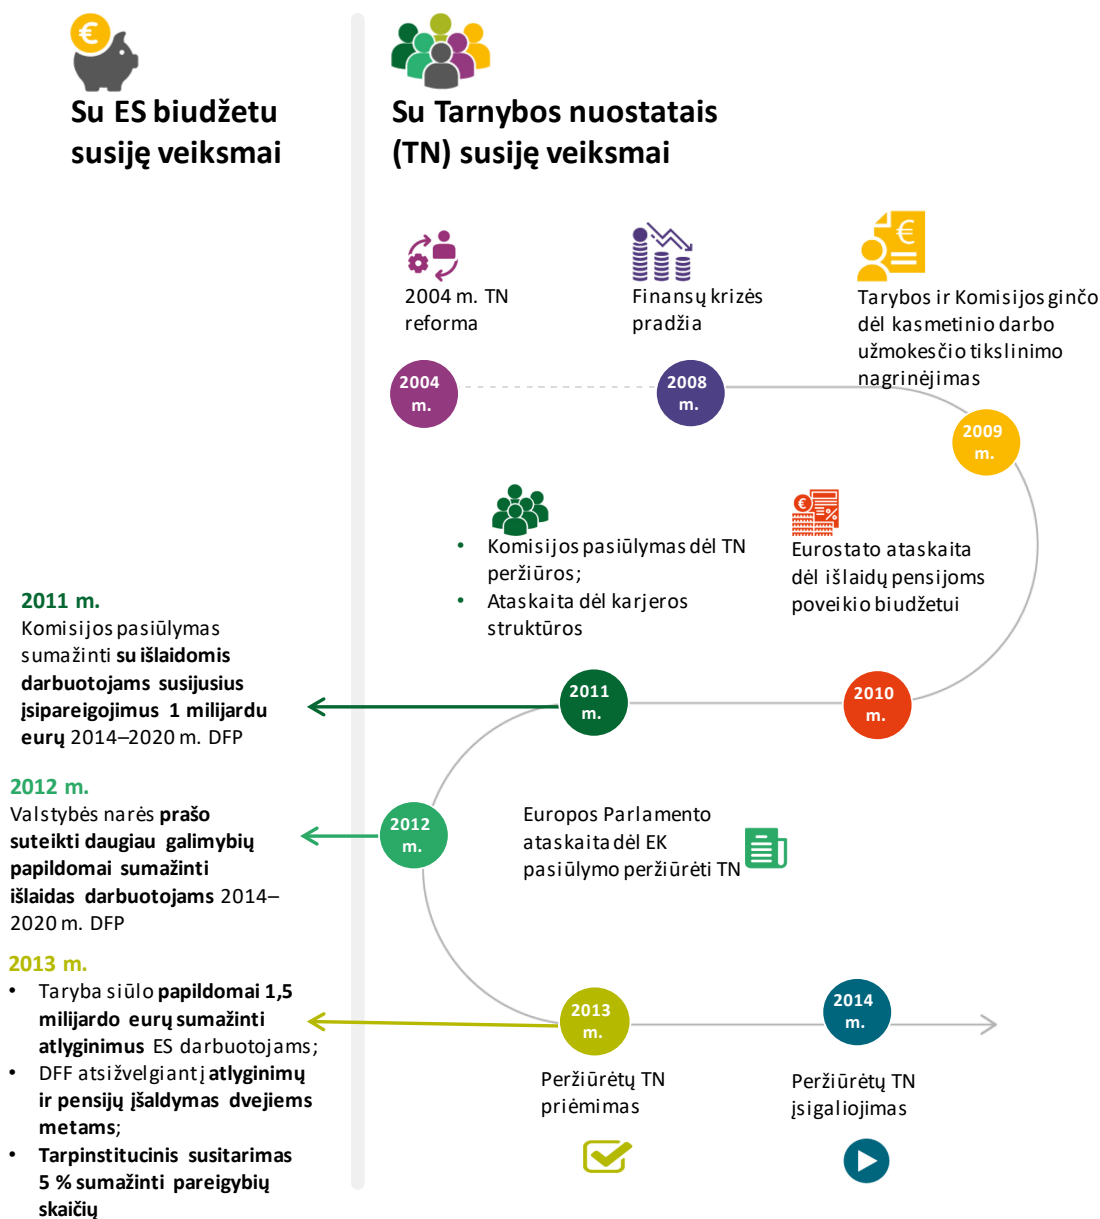 Su ES biudžetu
susiję veiksmai
Su Tarnybos nuostatais
(TN) susiję veiksmai
2004 m. TN
reforma
Finansų krizės
pradžia
Tarybos ir Komisijos ginčo
dėl kasmetinio darbo
užmokesčio tikslinimo
nagrinėjimas
2004
m.
2008
m.
2009
m.
• Komisijos pasiūlymas dėl TN
peržiūros;
• Ataskaita dėl karjeros
struktūros
Eurostato ataskaita
dėl išlaidų pensijoms
poveikio biudžetui
2011
m.
2010
m.
2011 m.
Komisijos pasiūlymas
sumažinti su išlaidomis
darbuotojams susijusius
įsipareigojimus 1 milijardu
eurų 2014–2020 m. DFP
2012 m.
Valstybės narės prašo
suteikti daugiau galimybių
papildomai sumažinti
išlaidas darbuotojams 2014–
2020 m. DFP
2012
m.
Europos Parlamento
ataskaita dėl EK
pasiūlymo peržiūrėti TN
2013 m.
• Taryba siūlo papildomai 1,5
milijardo eurų sumažinti
atlyginimus ES darbuotojams;
• DFF atsižvelgiant į atlyginimų
ir pensijų įšaldymas dvejiems
metams;
• Tarpinstitucinis susitarimas
5 % sumažinti pareigybių
skaičių
2013
m.
2014
m.
Peržiūrėtų TN
priėmimas
Peržiūrėtų TN
įsigaliojimas